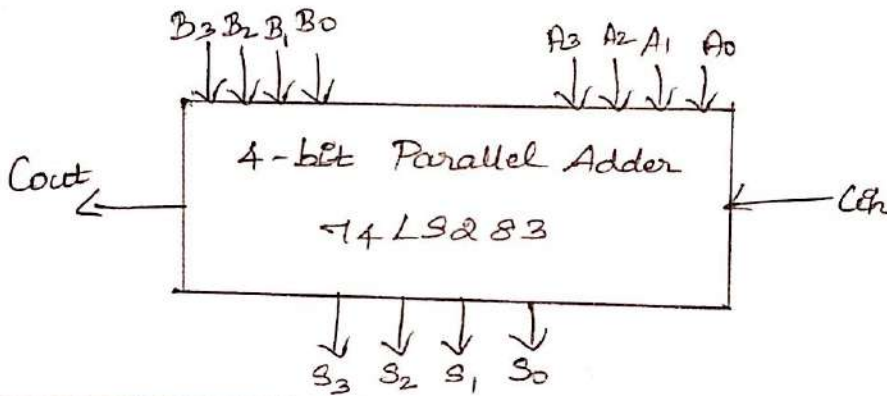 B3 B2 B1 B0 A3 A2 A1 A0
4-bit Parallel Adder
Cout Cin
74LS283
S3 S2 S1 S0